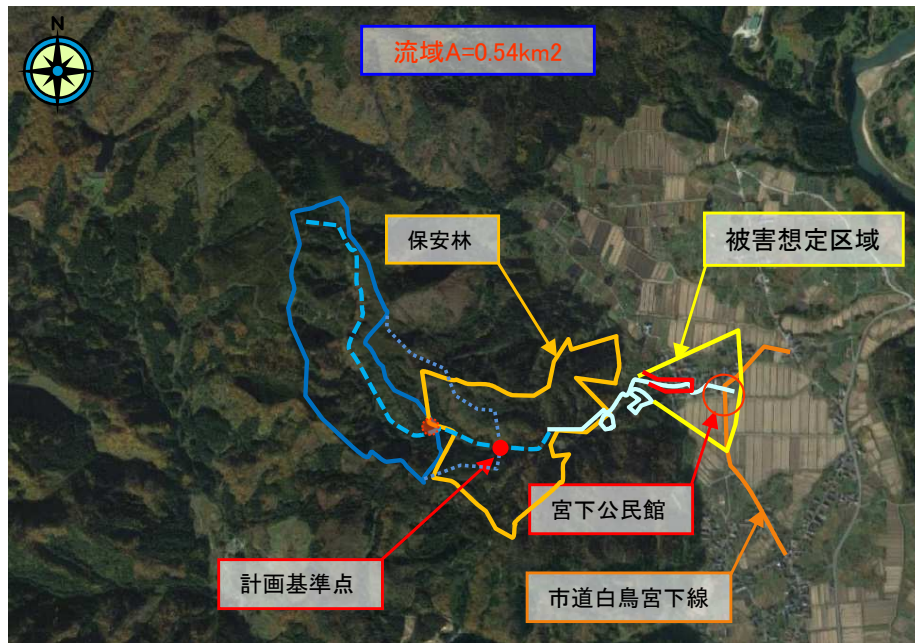 N
流域A=0.54km2
保安林
被害想定区域
宮下公民館
計画基準点
市道白鳥宮下線